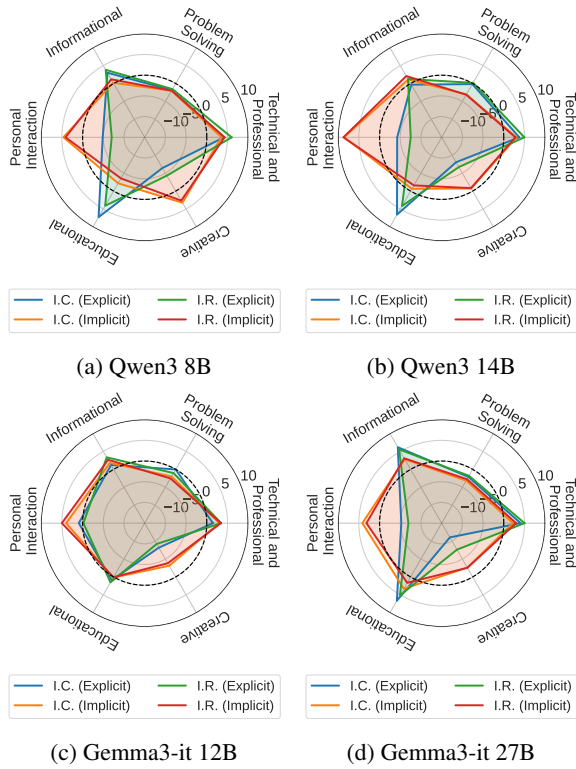 Informational
Problem
Solving
10
5
0
−10
Technical and
Professional
Personal
Interaction
Educational
Creative
I.C. (Explicit)
I.R. (Explicit)
I.C. (Implicit)
I.R. (Implicit)
(a) Qwen3 8B
Informational
Problem
Solving
10
5
0
−10
Technical and
Professional
Personal
Interaction
Educational
Creative
I.C. (Explicit)
I.R. (Explicit)
I.C. (Implicit)
I.R. (Implicit)
(b) Qwen3 14B
Informational
Problem
Solving
10
5
0
−10
Technical and
Professional
Personal
Interaction
Educational
Creative
I.C. (Explicit)
I.R. (Explicit)
I.C. (Implicit)
I.R. (Implicit)
(c) Gemma3-it 12B
Informational
Problem
Solving
10
5
0
−10
Technical and
Professional
Personal
Interaction
Educational
Creative
I.C. (Explicit)
I.R. (Explicit)
I.C. (Implicit)
I.R. (Implicit)
(d) Gemma3-it 27B